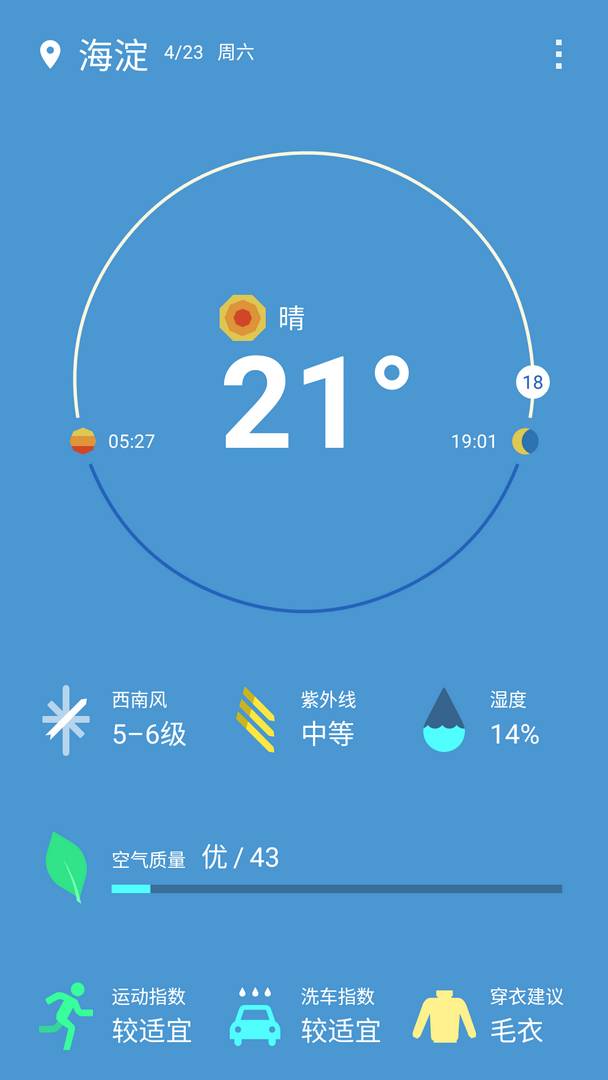 海淀 4/23 周六
晴
21°
18
05:27
19:01
西南风
5–6级
紫外线
中等
湿度
14%
空气质量 优 / 43
运动指数
较适宜
洗车指数
较适宜
穿衣建议
毛衣